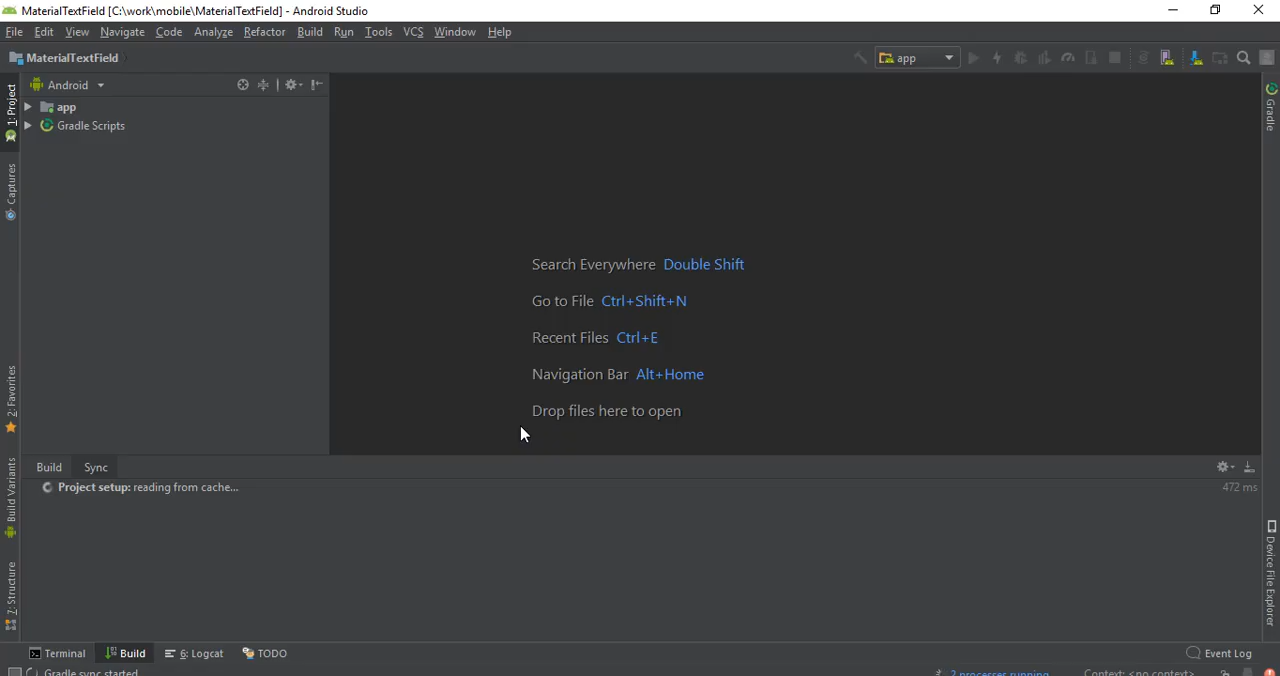 MaterialTextField [C:\work\mobile\MaterialTextField] - Android Studio
File Edit View Navigate Code Analyze Refactor Build Run Tools VCS Window Help
MaterialTextField
app
1: Project
Captures
2: Favorites
Build Variants
7: Structure
Android
app
Gradle Scripts
Search Everywhere Double Shift
Go to File Ctrl+Shift+N
Recent Files Ctrl+E
Navigation Bar Alt+Home
Drop files here to open
Gradle
Device File Explorer
Build Sync
Project setup: reading from cache... 472 ms
Terminal Build 6: Logcat TODO Event Log
Gradle sync started 2 processes running Context: <no context>